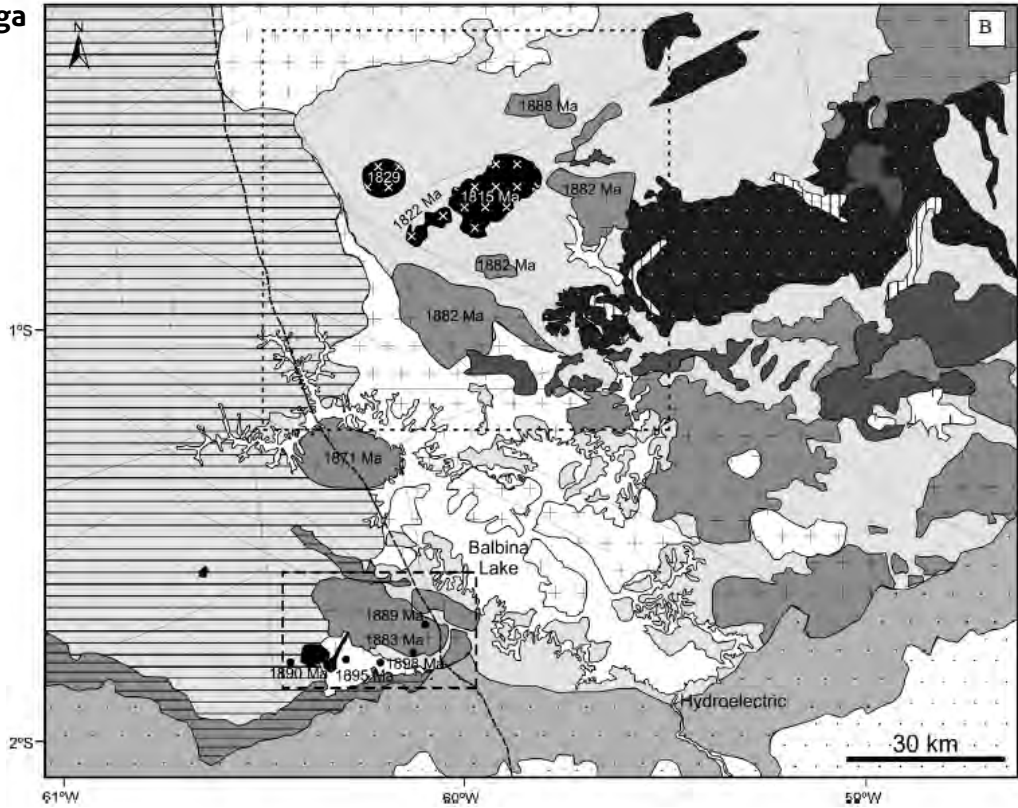 ga
B
N
1888 Ma
1829
1882 Ma
1815 Ma
1822 Ma
1882 Ma
1882 Ma
1°S
1871 Ma
Balbina
Lake
1889 Ma
1883 Ma
1898 Ma
1890 Ma
1895 Ma
Hydroelectric
2°S
30 km
61°W
60°W
59°W